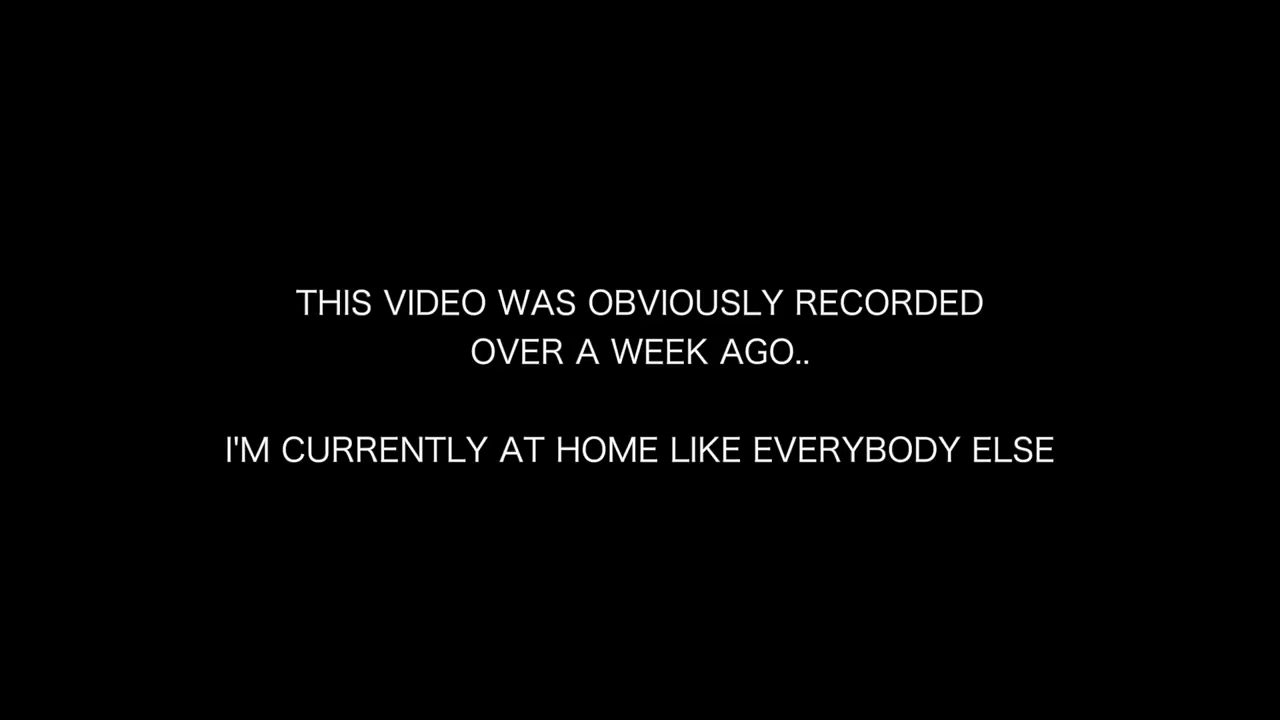 THIS VIDEO WAS OBVIOUSLY RECORDED
OVER A WEEK AGO..
I'M CURRENTLY AT HOME LIKE EVERYBODY ELSE